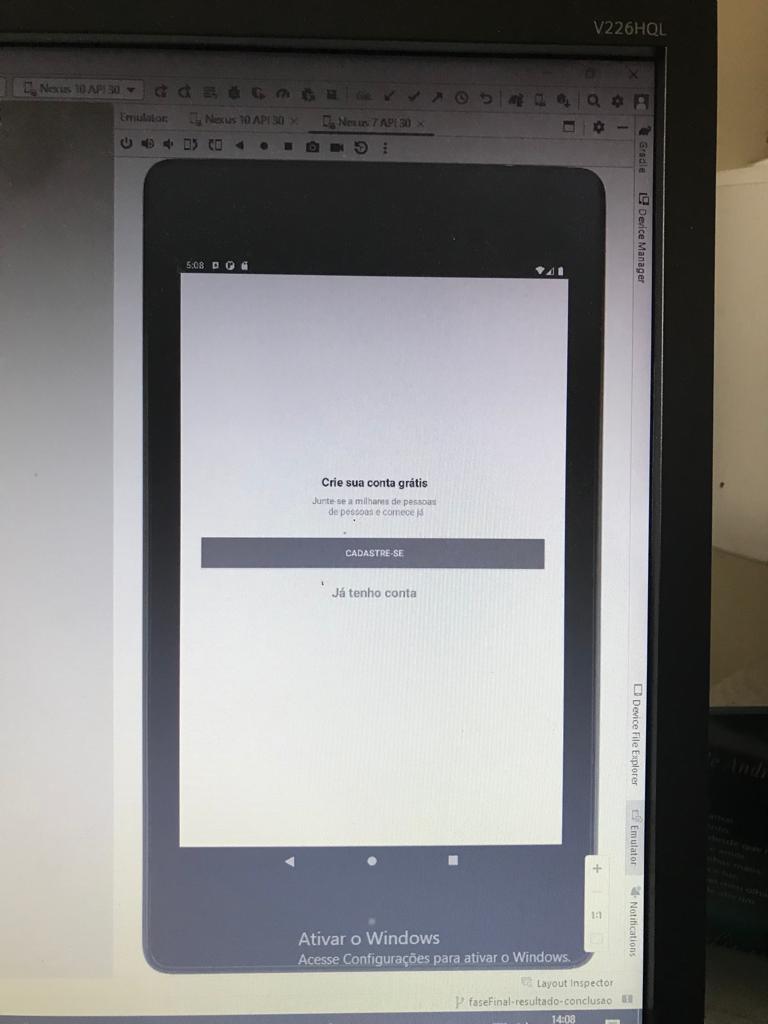 V226HQL
Nexus 10 API 30
Emulator:
Nexus 10 API 30
Nexus 7 API 30
Gradle
Device Manager
5:08
Crie sua conta grátis
Junte-se a milhares de pessoas
de pessoas e comece já
CADASTRE-SE
Já tenho conta
Device File Explorer
Emulator
1:1
Notifications
Ativar o Windows
Acesse Configurações para ativar o Windows.
Layout Inspector
faseFinal-resultado-conclusao
14:08